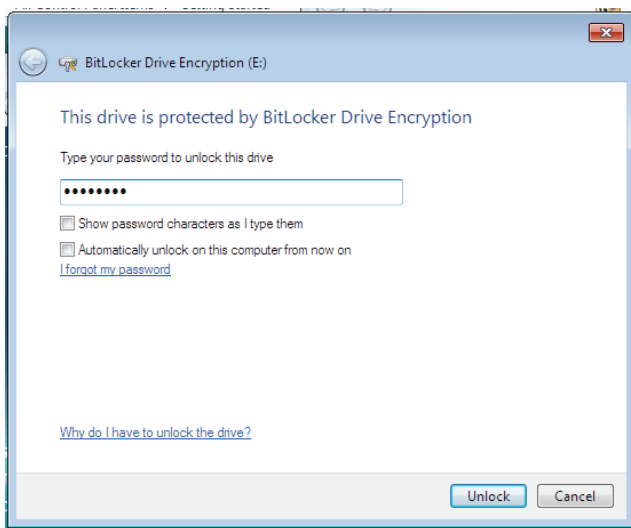 BitLocker Drive Encryption (E:)
This drive is protected by BitLocker Drive Encryption
Type your password to unlock this drive
••••••••
Show password characters as I type them
Automatically unlock on this computer from now on
I forgot my password
Why do I have to unlock the drive?
Unlock Cancel